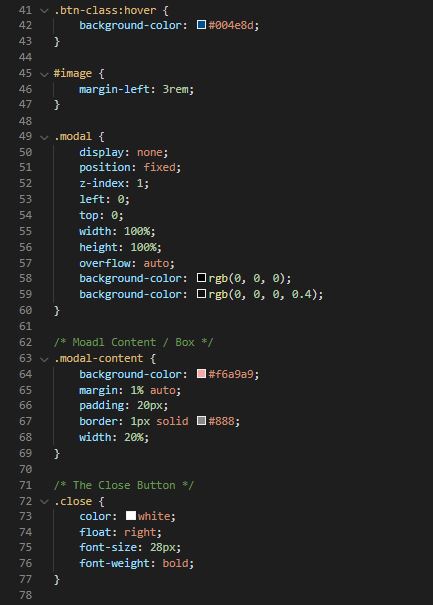 41 .btn-class:hover {
42     background-color: #004e8d;
43 }
44
45 #image {
46     margin-left: 3rem;
47 }
48
49 .modal {
50     display: none;
51     position: fixed;
52     z-index: 1;
53     left: 0;
54     top: 0;
55     width: 100%;
56     height: 100%;
57     overflow: auto;
58     background-color: rgb(0, 0, 0);
59     background-color: rgb(0, 0, 0, 0.4);
60 }
61
62 /* Moadl Content / Box */
63 .modal-content {
64     background-color: #f6a9a9;
65     margin: 1% auto;
66     padding: 20px;
67     border: 1px solid #888;
68     width: 20%;
69 }
70
71 /* The Close Button */
72 .close {
73     color: white;
74     float: right;
75     font-size: 28px;
76     font-weight: bold;
77 }
78